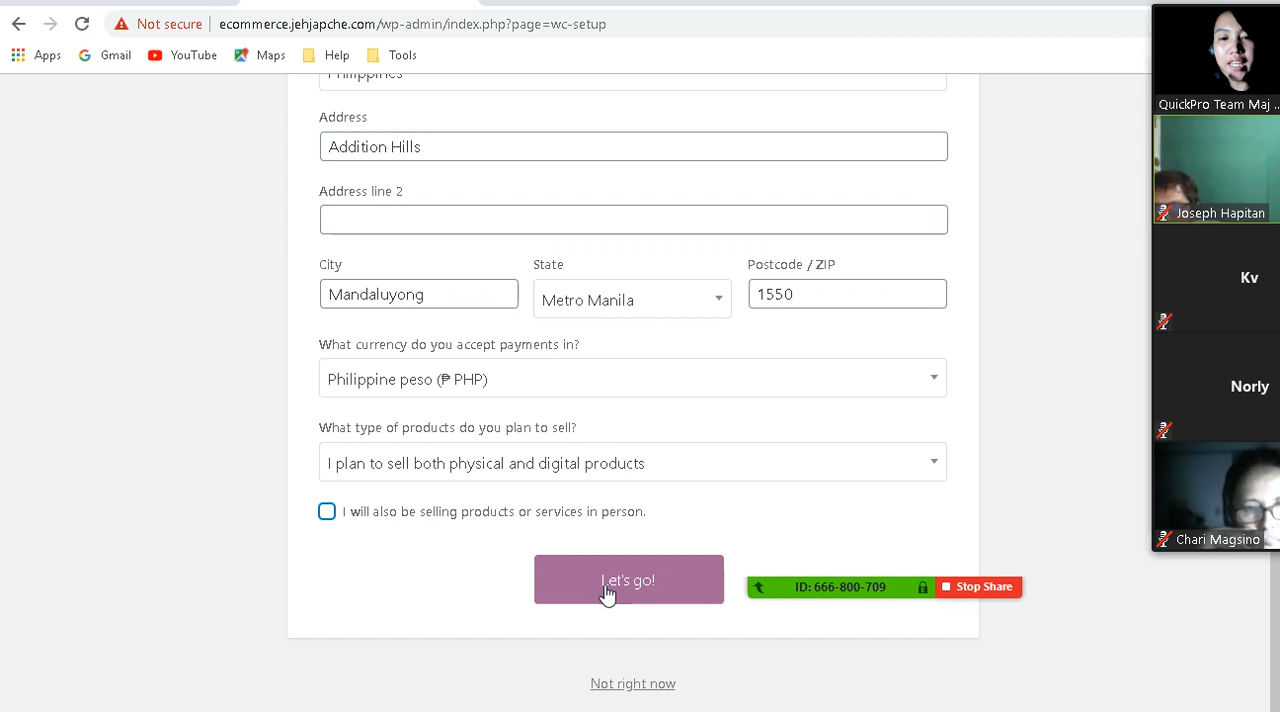 Not secure
ecommerce.jehjapche.com/wp-admin/index.php?page=wc-setup
Apps
Gmail
YouTube
Maps
Help
Tools
Philippines
Address
Addition Hills
Address line 2
City
State
Postcode / ZIP
Mandaluyong
Metro Manila
1550
What currency do you accept payments in?
Philippine peso (₱ PHP)
What type of products do you plan to sell?
I plan to sell both physical and digital products
I will also be selling products or services in person.
Let's go!
ID: 666-800-709
Stop Share
Not right now
QuickPro Team Maj ...
Joseph Hapitan
Kv
Norly
Chari Magsino